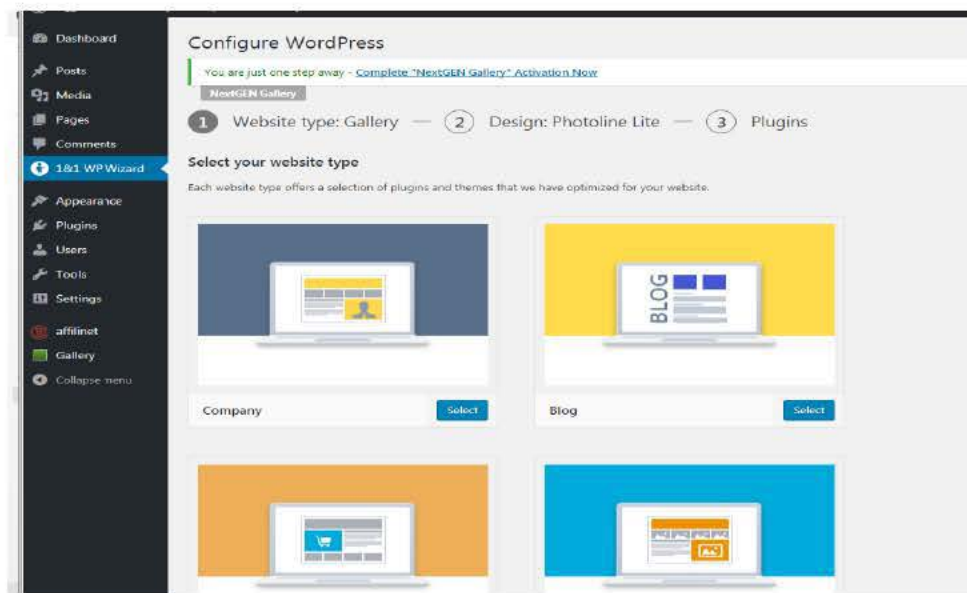 Dashboard
Posts
Media
Pages
Comments
1&1 WP Wizard
Appearance
Plugins
Users
Tools
Settings
affilinet
Gallery
Collapse menu
Configure WordPress
You are just one step away - Complete "NextGEN Gallery" Activation Now
NextGEN Gallery
1 Website type: Gallery — 2 Design: Photoline Lite — 3 Plugins
Select your website type
Each website type offers a selection of plugins and themes that we have optimized for your website.
BLOG
Company Select
Blog Select